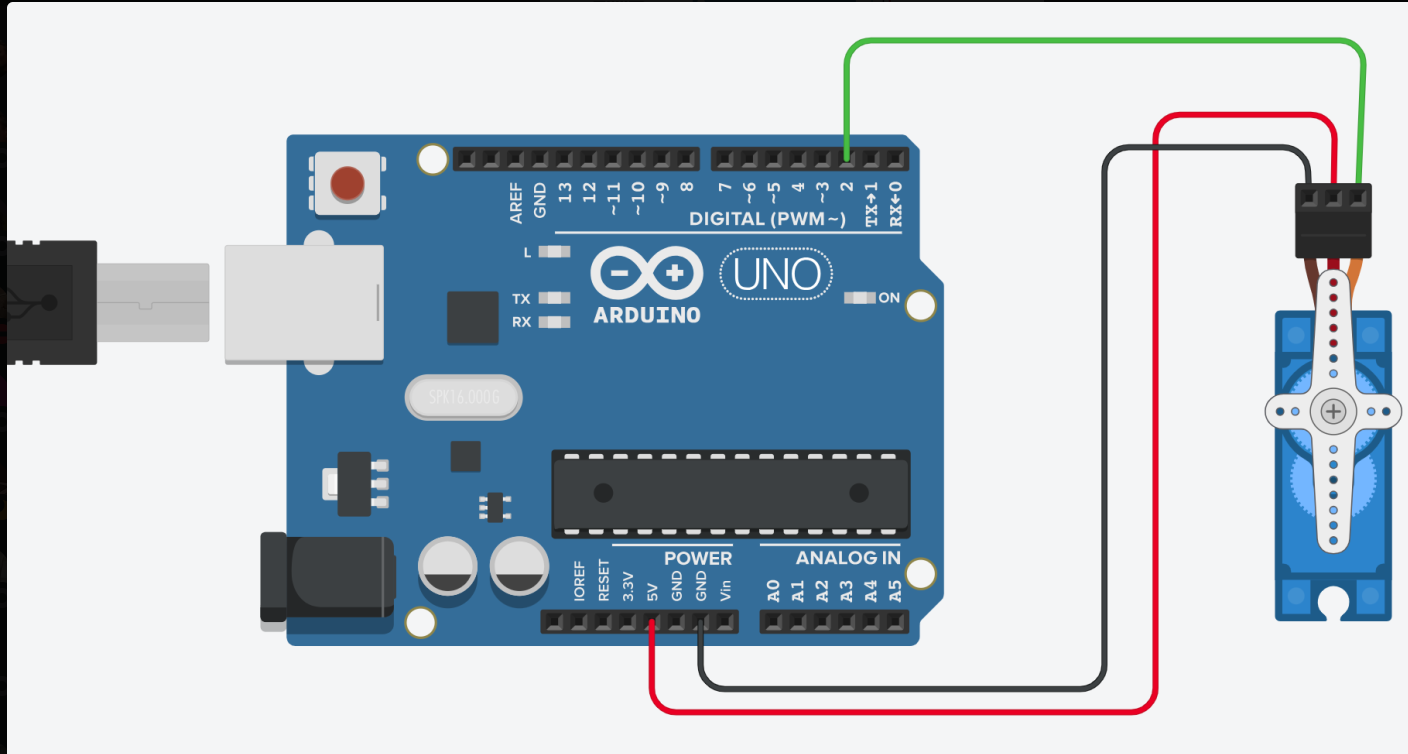 AREF
GND
13
12
~11
~10
~9
8
7
~6
~5
4
~3
2
TX→1
RX←0
DIGITAL (PWM~)
L
TX
RX
UNO
ON
ARDUINO
SPK16.000G
POWER
ANALOG IN
IOREF
RESET
3.3V
5V
GND
GND
Vin
A0
A1
A2
A3
A4
A5